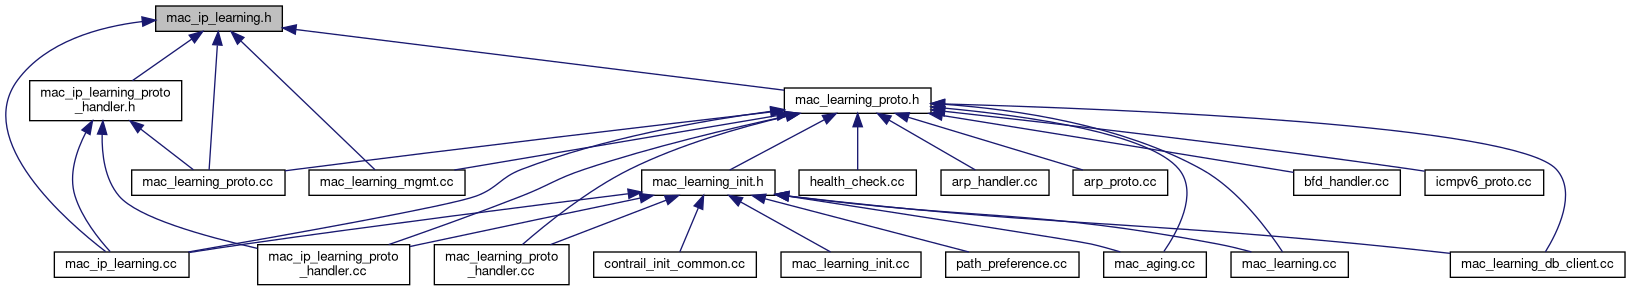 mac_ip_learning.h
mac_ip_learning_proto
_handler.h
mac_learning_proto.h
mac_learning_proto.cc
mac_learning_mgmt.cc
mac_learning_init.h
health_check.cc
arp_handler.cc
arp_proto.cc
bfd_handler.cc
icmpv6_proto.cc
mac_ip_learning.cc
mac_ip_learning_proto
_handler.cc
mac_learning_proto
_handler.cc
contrail_init_common.cc
mac_learning_init.cc
path_preference.cc
mac_aging.cc
mac_learning.cc
mac_learning_db_client.cc